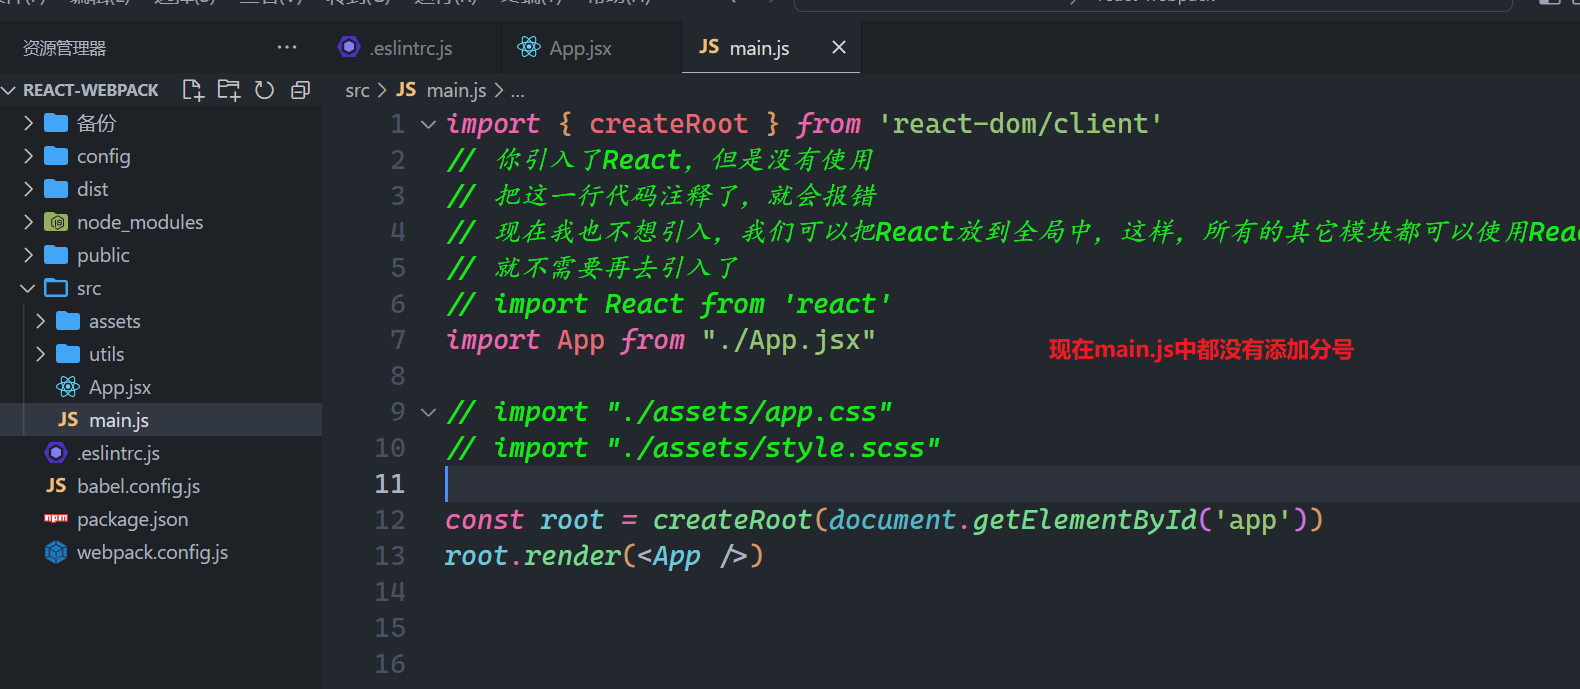 资源管理器
.eslintrc.js
App.jsx
JS main.js
REACT-WEBPACK
src > JS main.js > ...
备份
config
dist
node_modules
public
src
assets
utils
App.jsx
JS main.js
.eslintrc.js
JS babel.config.js
npm package.json
webpack.config.js
1 import { createRoot } from 'react-dom/client'
2 // 你引入了React，但是没有使用
3 // 把这一行代码注释了，就会报错
4 // 现在我也不想引入，我们可以把React放到全局中，这样，所有的其它模块都可以使用Reac
5 // 就不需要再去引入了
6 // import React from 'react'
7 import App from "./App.jsx"
8
9 // import "./assets/app.css"
10 // import "./assets/style.scss"
11
12 const root = createRoot(document.getElementById('app'))
13 root.render(<App />)
14
15
16
现在main.js中都没有添加分号